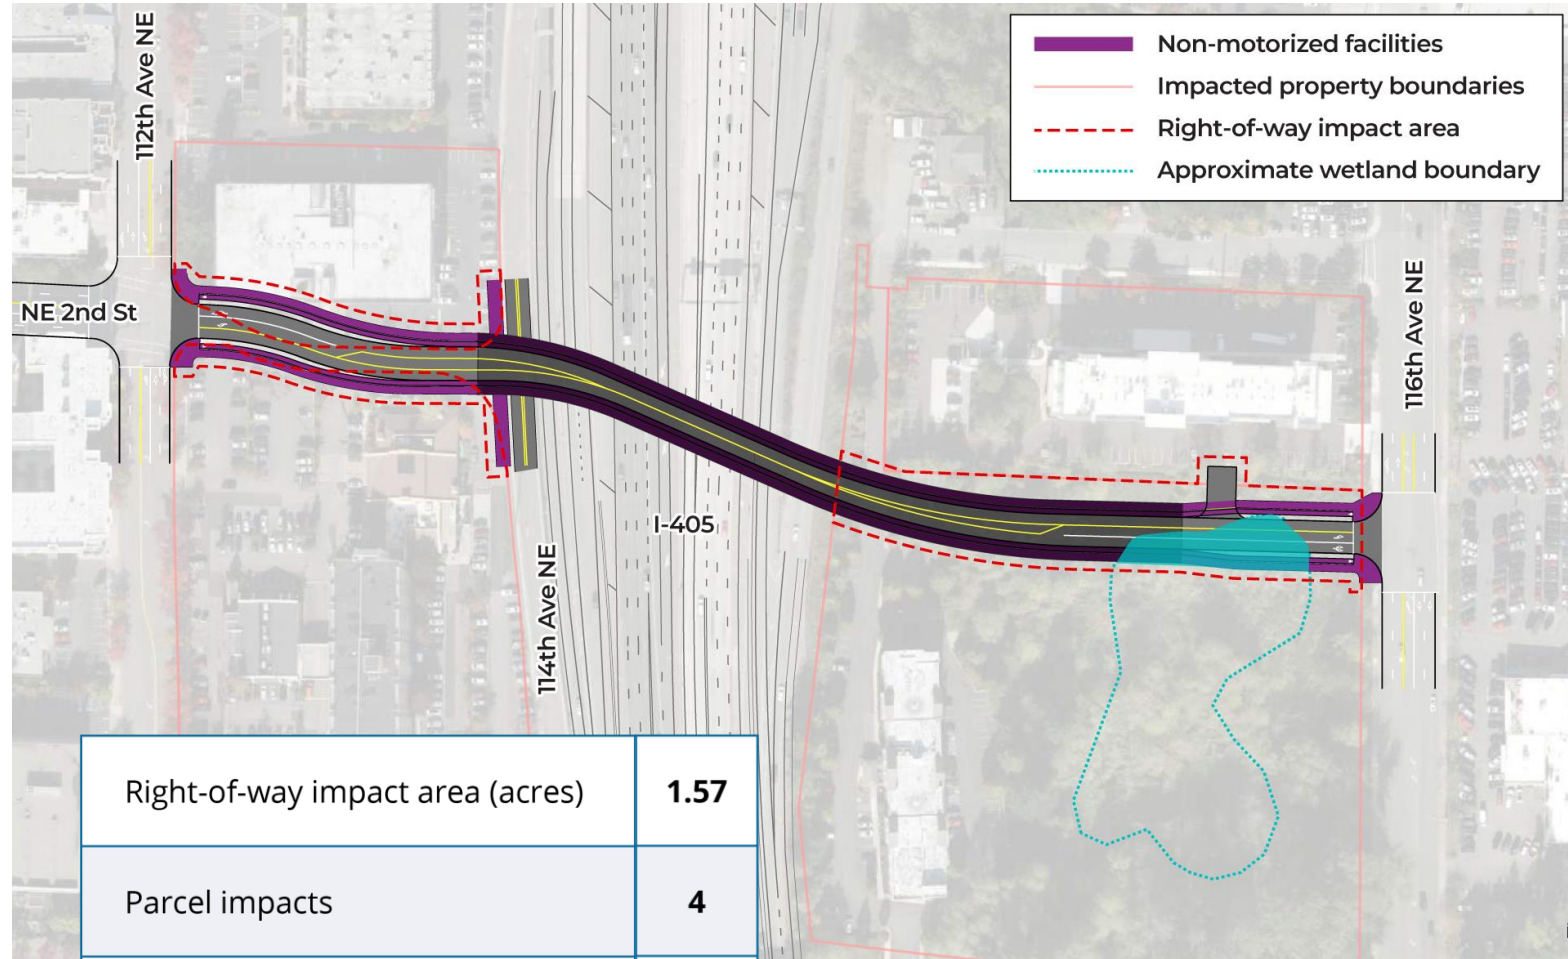 112th Ave NE
Non-motorized facilities
Impacted property boundaries
Right-of-way impact area
Approximate wetland boundary
NE 2nd St
116th Ave NE
I-405
114th Ave NE
Right-of-way impact area (acres) 1.57
Parcel impacts 4